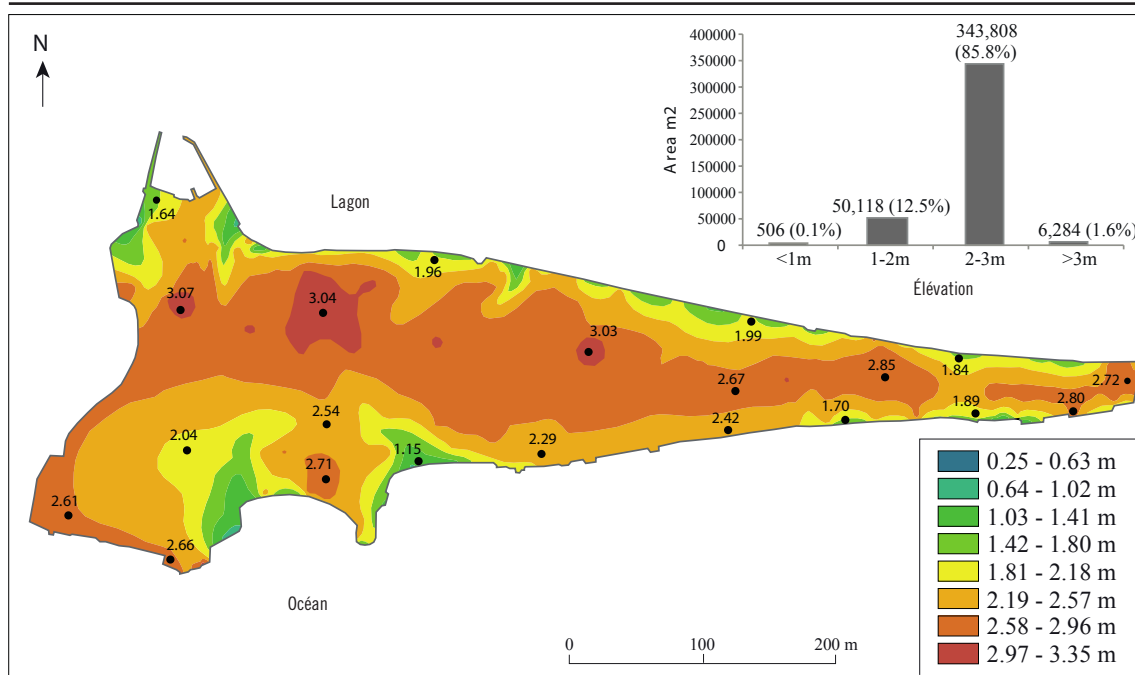 N
Lagon
Océan
400000
350000
300000
250000
200000
150000
100000
50000
0
Area m2
343,808
(85.8%)
50,118 (12.5%)
506 (0.1%)
6,284 (1.6%)
<1m
1-2m
2-3m
>3m
Élévation
1.64
1.96
3.07
3.04
3.03
1.99
1.84
2.85
2.72
2.67
2.80
1.89
1.70
2.42
2.54
2.04
2.29
1.15
2.71
2.61
2.66
0
100
200 m
0.25 - 0.63 m
0.64 - 1.02 m
1.03 - 1.41 m
1.42 - 1.80 m
1.81 - 2.18 m
2.19 - 2.57 m
2.58 - 2.96 m
2.97 - 3.35 m